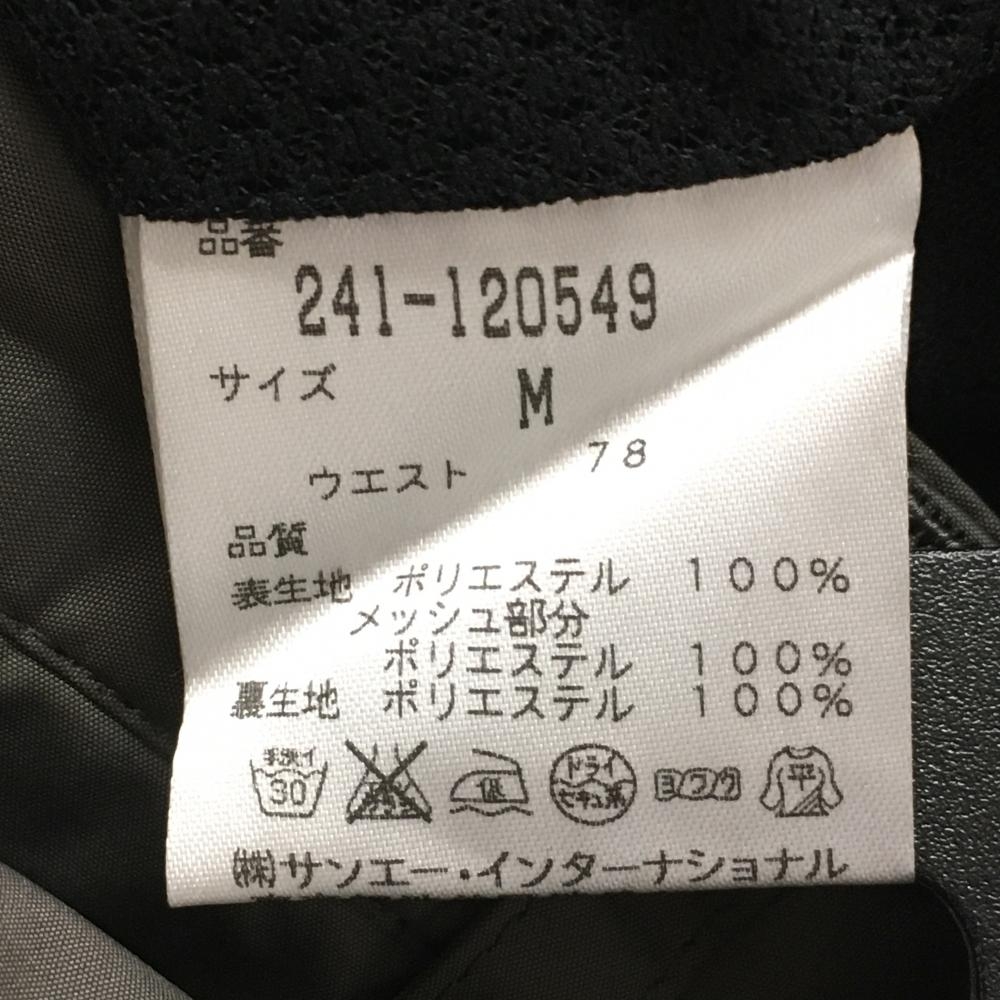 品番
241-120549
サイズ M
ウエスト 78
品質
表生地 ポリエステル 100%
メッシュ部分
ポリエステル 100%
裏生地 ポリエステル 100%
手洗イ 30 低 ドライ セキユ系 ヨワク 平
㈱サンエー・インターナショナル